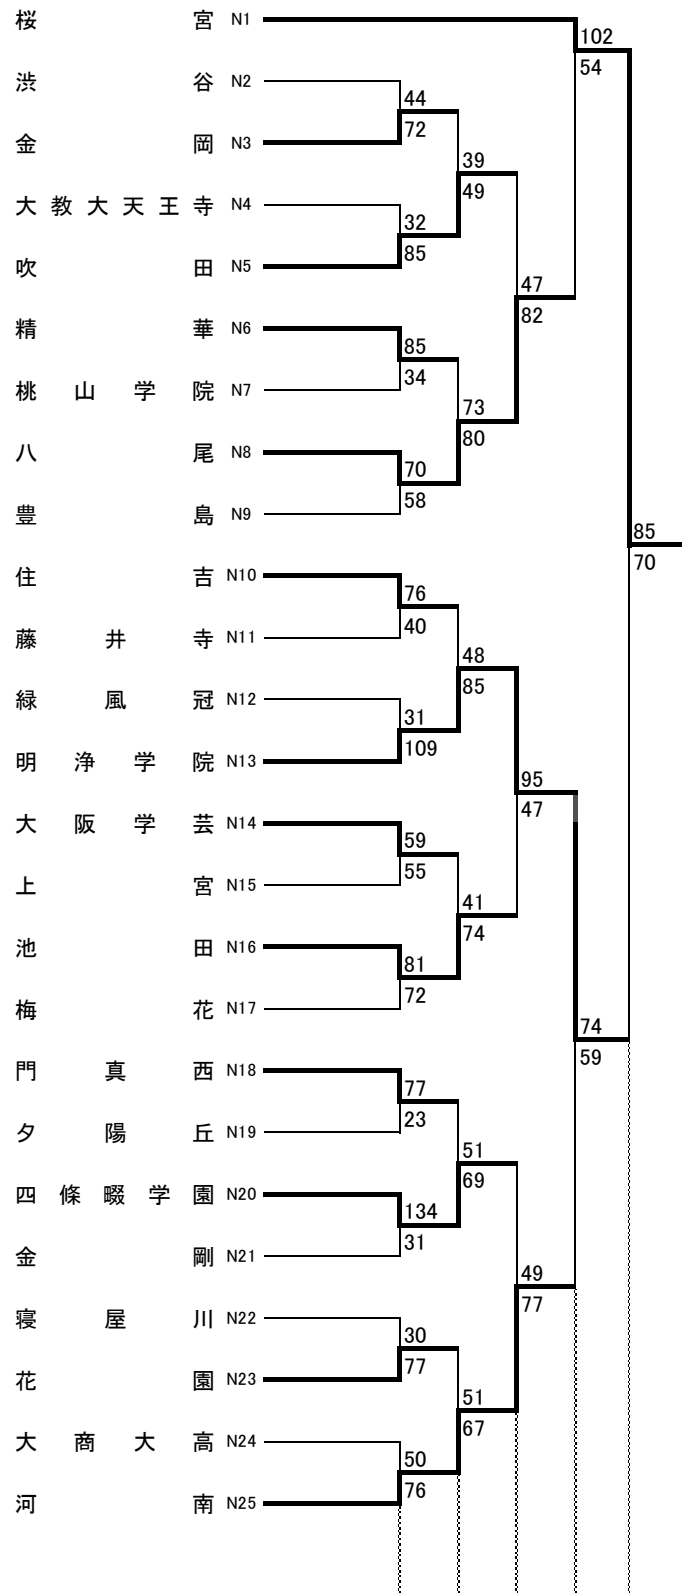 桜宮 N1
102
54
渋谷 N2
44
72
金岡 N3
39
49
大教大天王寺 N4
32
85
吹田 N5
47
82
精華 N6
85
34
桃山学院 N7
73
80
八尾 N8
70
58
豊島 N9
85
70
住吉 N10
76
40
藤井寺 N11
48
85
緑風冠 N12
31
109
明浄学院 N13
95
47
大阪学芸 N14
59
55
上宮 N15
41
74
池田 N16
81
72
梅花 N17
74
59
門真西 N18
77
23
夕陽丘 N19
51
69
四條畷学園 N20
134
31
金剛 N21
49
77
寝屋川 N22
30
77
花園 N23
51
67
大商大高 N24
50
76
河南 N25